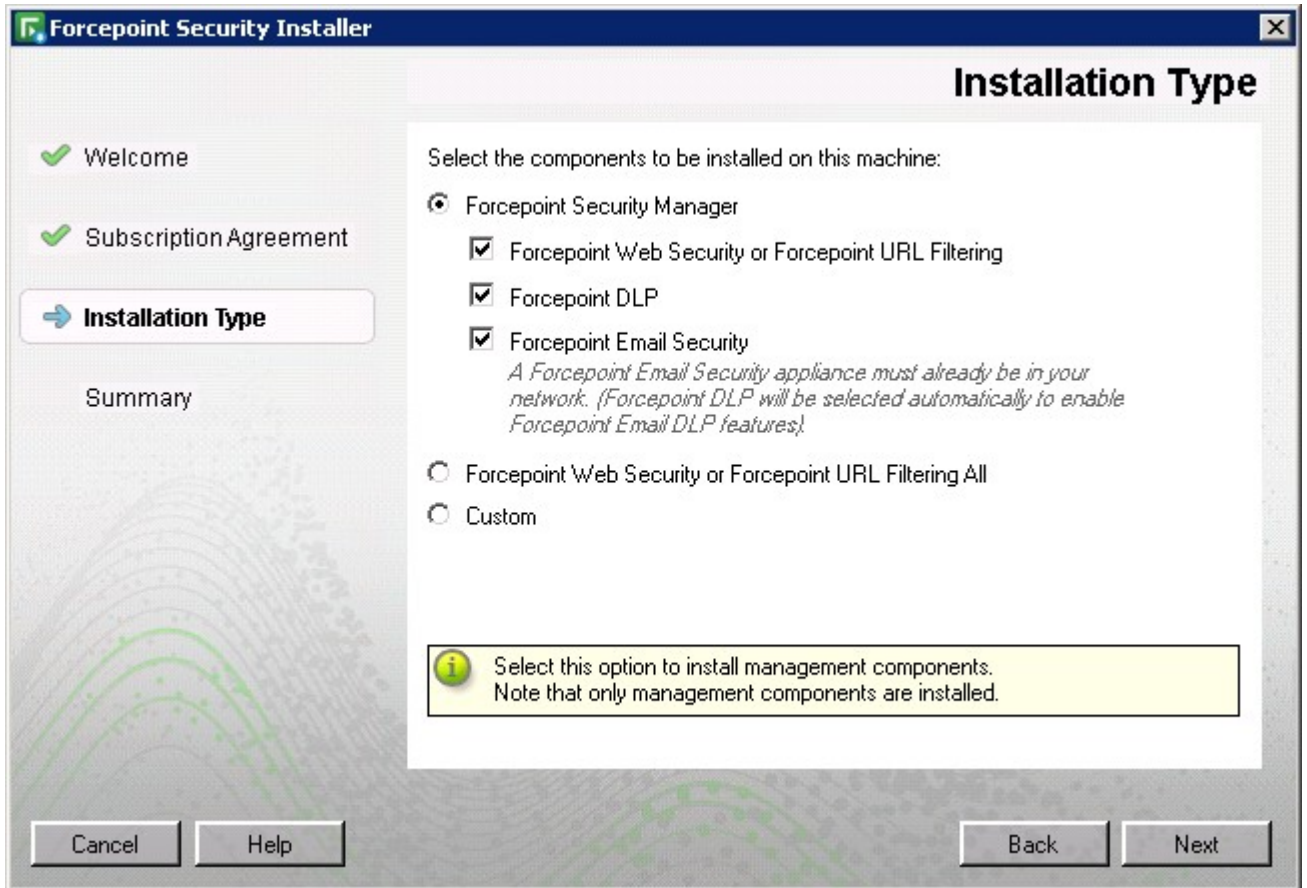 Forcepoint Security Installer
Installation Type
Welcome
Subscription Agreement
Installation Type
Summary
Select the components to be installed on this machine:
Forcepoint Security Manager
Forcepoint Web Security or Forcepoint URL Filtering
Forcepoint DLP
Forcepoint Email Security
A Forcepoint Email Security appliance must already be in your
network. (Forcepoint DLP will be selected automatically to enable
Forcepoint Email DLP features).
Forcepoint Web Security or Forcepoint URL Filtering All
Custom
Select this option to install management components.
Note that only management components are installed.
Cancel
Help
Back
Next